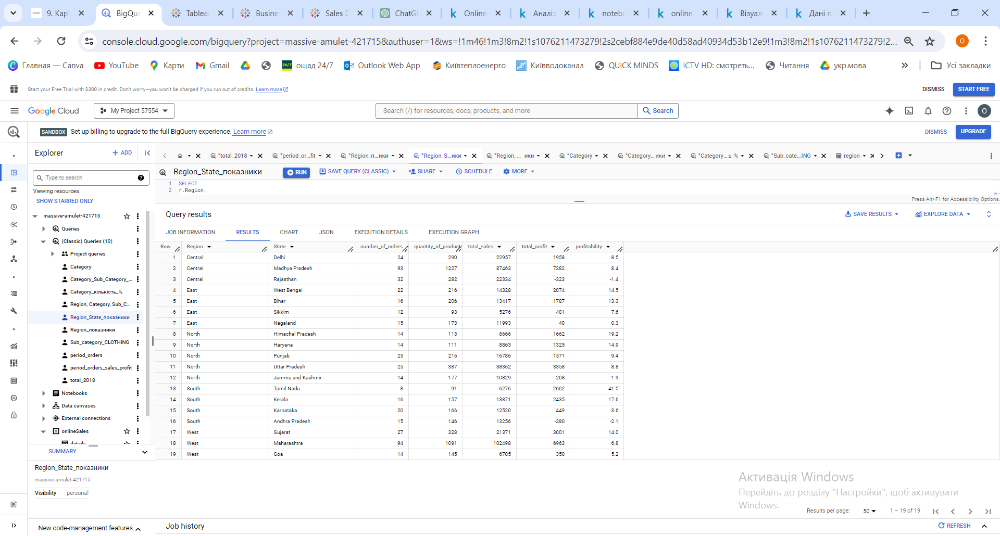 9. Кар
BigQue
Tablea
Busine
Sales D
ChatG
Online
Аналіз
notebo
online
Візуал
Дані п
console.cloud.google.com/bigquery?project=massive-amulet-421715&authuser=1&ws=!1m46!1m3!8m2!1s1076211473279!2s2cebf884e9de40d58ad40934d53b12e9!1m3!8m2!1s1076211473279!2...
O
Главная — Canva
YouTube
Карти
Gmail
24/7 ощад 24/7
Outlook Web App
Київтеплоенерго
Київводоканал
QUICK MINDS
ICTV HD: смотреть...
Читання
укр.мова
Усі закладки
Start your Free Trial with $300 in credit. Don't worry—you won't be charged if you run out of credits. Learn more
DISMISS
START FREE
Google Cloud
My Project 57554
Search (/) for resources, docs, products, and more
Search
O
SANDBOX Set up billing to upgrade to the full BigQuery experience. Learn more
DISMISS
UPGRADE
Explorer
+ ADD
*total_2018
*period_or...fit
*Region_п...ики
*Region_S...ики
*Region, ... ики
*Category
*Category...ики
*Category...ь_%
*Sub_cate...ING
region
Type to search
Viewing resources.
SHOW STARRED ONLY
Region_State_показники
RUN
SAVE QUERY (CLASSIC)
SHARE
SCHEDULE
MORE
1 SELECT
2 r.Region,
Press Alt+F1 for Accessibility Options.
massive-amulet-421715
Queries
(Classic) Queries (10)
Project queries
Category
Category_Sub_Category_...
Category_кількість_%
Region, Category, Sub_C...
Region_State_показники
Region_показники
Sub_category_CLOTHING
period_orders
period_orders_sales_profit
total_2018
Notebooks
Data canvases
External connections
onlineSales
details
SUMMARY
Region_State_показники
massive-amulet-421715
Visibility personal
New code-management features
Query results
SAVE RESULTS
EXPLORE DATA
JOB INFORMATION
RESULTS
CHART
JSON
EXECUTION DETAILS
EXECUTION GRAPH
Row Region State number_of_orders quantity_of_products total_sales total_profit profitability
1 Central Delhi 24 290 22957 1958 8.5
2 Central Madhya Pradesh 93 1227 87463 7382 8.4
3 Central Rajasthan 32 282 22334 -323 -1.4
4 East West Bengal 22 216 14328 2074 14.5
5 East Bihar 16 206 13417 1787 13.3
6 East Sikkim 12 93 5276 401 7.6
7 East Nagaland 15 173 11993 40 0.3
8 North Himachal Pradesh 14 113 8666 1662 19.2
9 North Haryana 14 111 8863 1325 14.9
10 North Punjab 25 216 16786 1571 9.4
11 North Uttar Pradesh 25 387 38362 3358 8.8
12 North Jammu and Kashmir 14 177 10829 208 1.9
13 South Tamil Nadu 8 91 6276 2602 41.5
14 South Kerala 16 157 13871 2435 17.6
15 South Karnataka 20 166 12520 449 3.6
16 South Andhra Pradesh 15 146 13256 -280 -2.1
17 West Gujarat 27 328 21371 3001 14.0
18 West Maharashtra 94 1091 102498 6963 6.8
19 West Goa 14 145 6705 350 5.2
Активація Windows
Перейдіть до розділу "Настройки", щоб активувати
Windows.
Results per page: 50 1 – 19 of 19
Job history
REFRESH